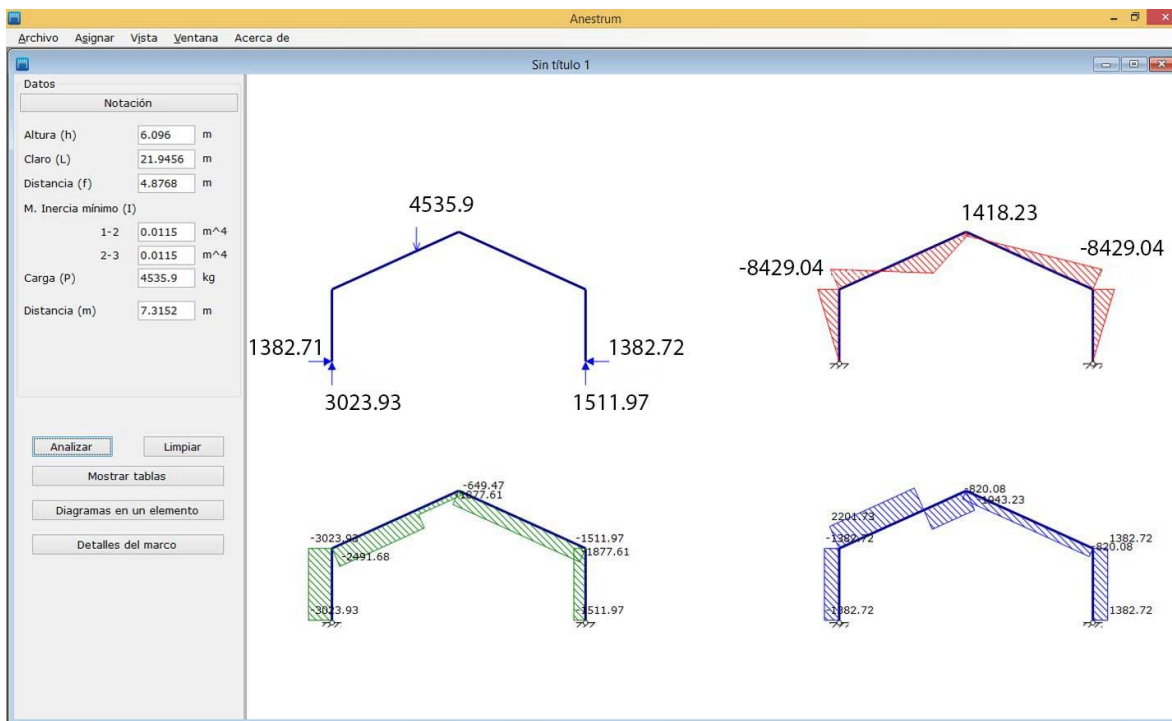 Anestrum
Archivo Asignar Vista Ventana Acerca de
Sin título 1
Datos
Notación
Altura (h) 6.096 m
Claro (L) 21.9456 m
Distancia (f) 4.8768 m
M. Inercia mínimo (I)
1-2 0.0115 m^4
2-3 0.0115 m^4
Carga (P) 4535.9 kg
Distancia (m) 7.3152 m
Analizar Limpiar
Mostrar tablas
Diagramas en un elemento
Detalles del marco
4535.9
1382.71 1382.72
3023.93 1511.97
1418.23
-8429.04 -8429.04
-649.47
-1877.61
-3023.93 -1511.97
-2491.68 -1877.61
-3023.93 -1511.97
-820.08
-1043.23
2201.73
-1382.72 1382.72
-820.08
-1382.72 1382.72